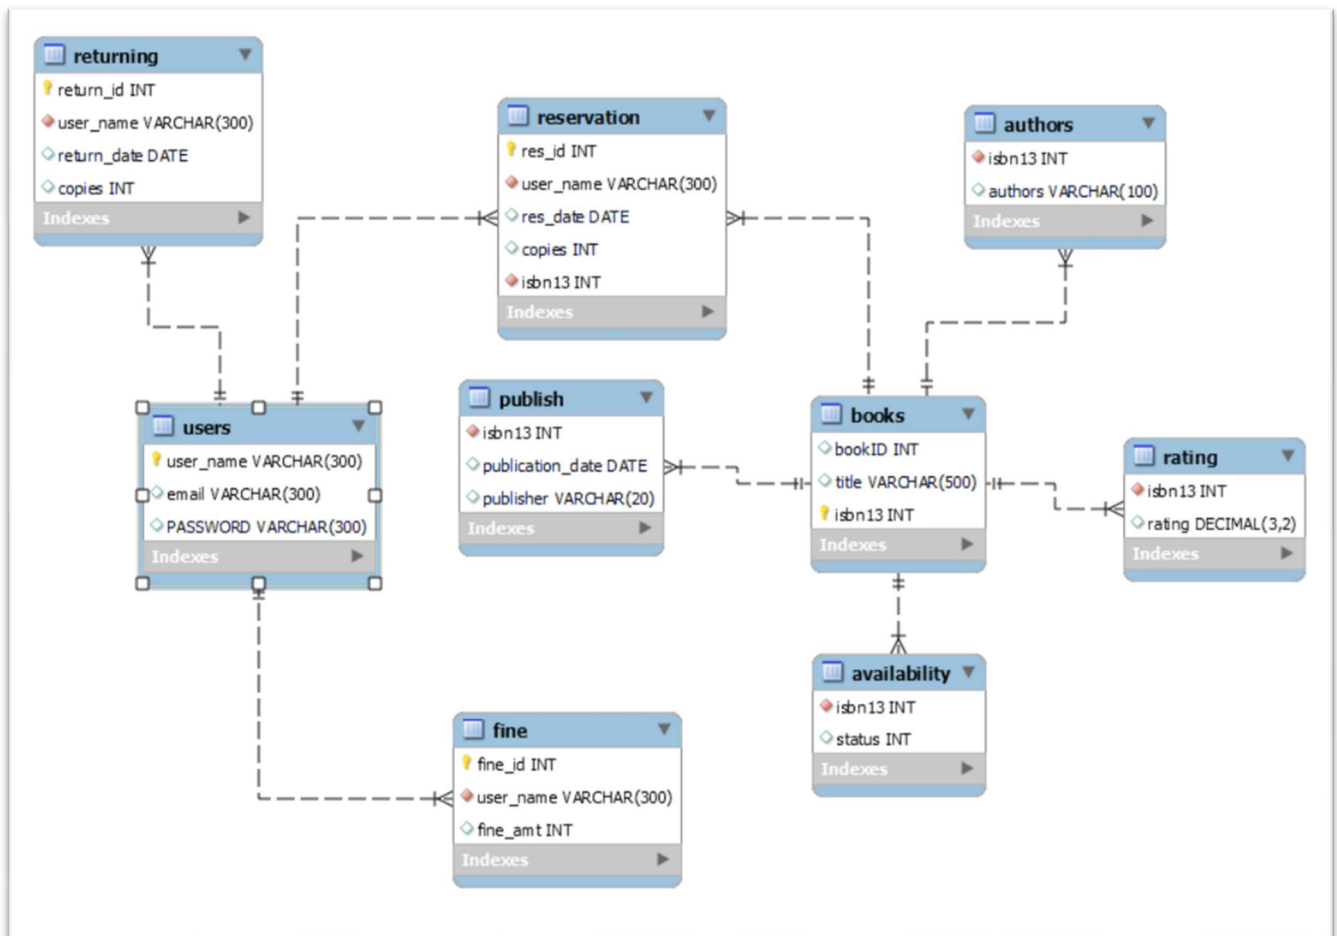 returning
return_id INT
user_name VARCHAR(300)
return_date DATE
copies INT
Indexes
reservation
res_id INT
user_name VARCHAR(300)
res_date DATE
copies INT
isbn13 INT
Indexes
authors
isbn13 INT
authors VARCHAR(100)
Indexes
users
user_name VARCHAR(300)
email VARCHAR(300)
PASSWORD VARCHAR(300)
Indexes
publish
isbn13 INT
publication_date DATE
publisher VARCHAR(20)
Indexes
books
bookID INT
title VARCHAR(500)
isbn13 INT
Indexes
rating
isbn13 INT
rating DECIMAL(3,2)
Indexes
availability
isbn13 INT
status INT
Indexes
fine
fine_id INT
user_name VARCHAR(300)
fine_amt INT
Indexes